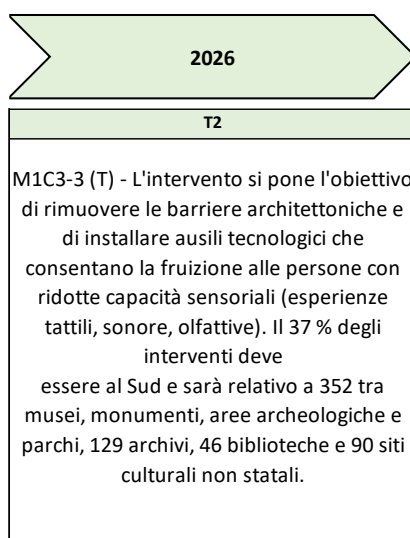 2026
T2
M1C3-3 (T) - L'intervento si pone l'obiettivo
di rimuovere le barriere architettoniche e
di installare ausili tecnologici che
consentano la fruizione alle persone con
ridotte capacità sensoriali (esperienze
tattili, sonore, olfattive). Il 37 % degli
interventi deve
essere al Sud e sarà relativo a 352 tra
musei, monumenti, aree archeologiche e
parchi, 129 archivi, 46 biblioteche e 90 siti
culturali non statali.